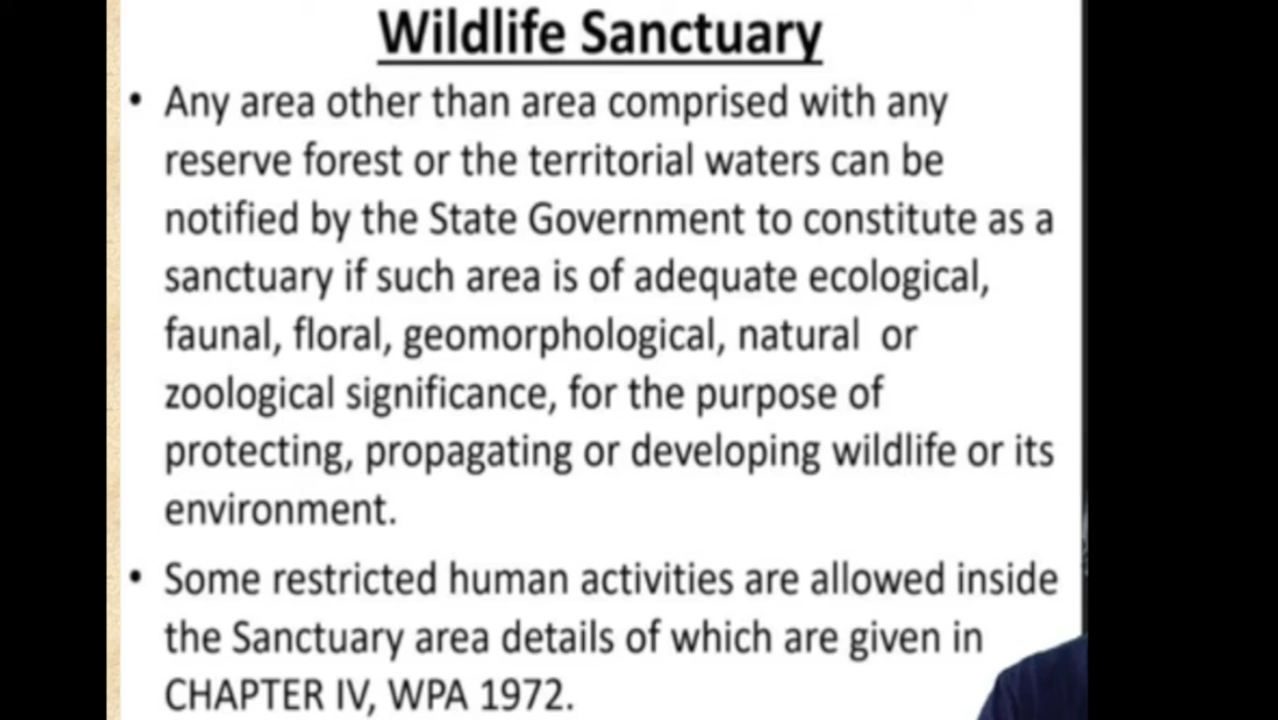 Wildlife Sanctuary
• Any area other than area comprised with any
reserve forest or the territorial waters can be
notified by the State Government to constitute as a
sanctuary if such area is of adequate ecological,
faunal, floral, geomorphological, natural or
zoological significance, for the purpose of
protecting, propagating or developing wildlife or its
environment.
• Some restricted human activities are allowed inside
the Sanctuary area details of which are given in
CHAPTER IV, WPA 1972.